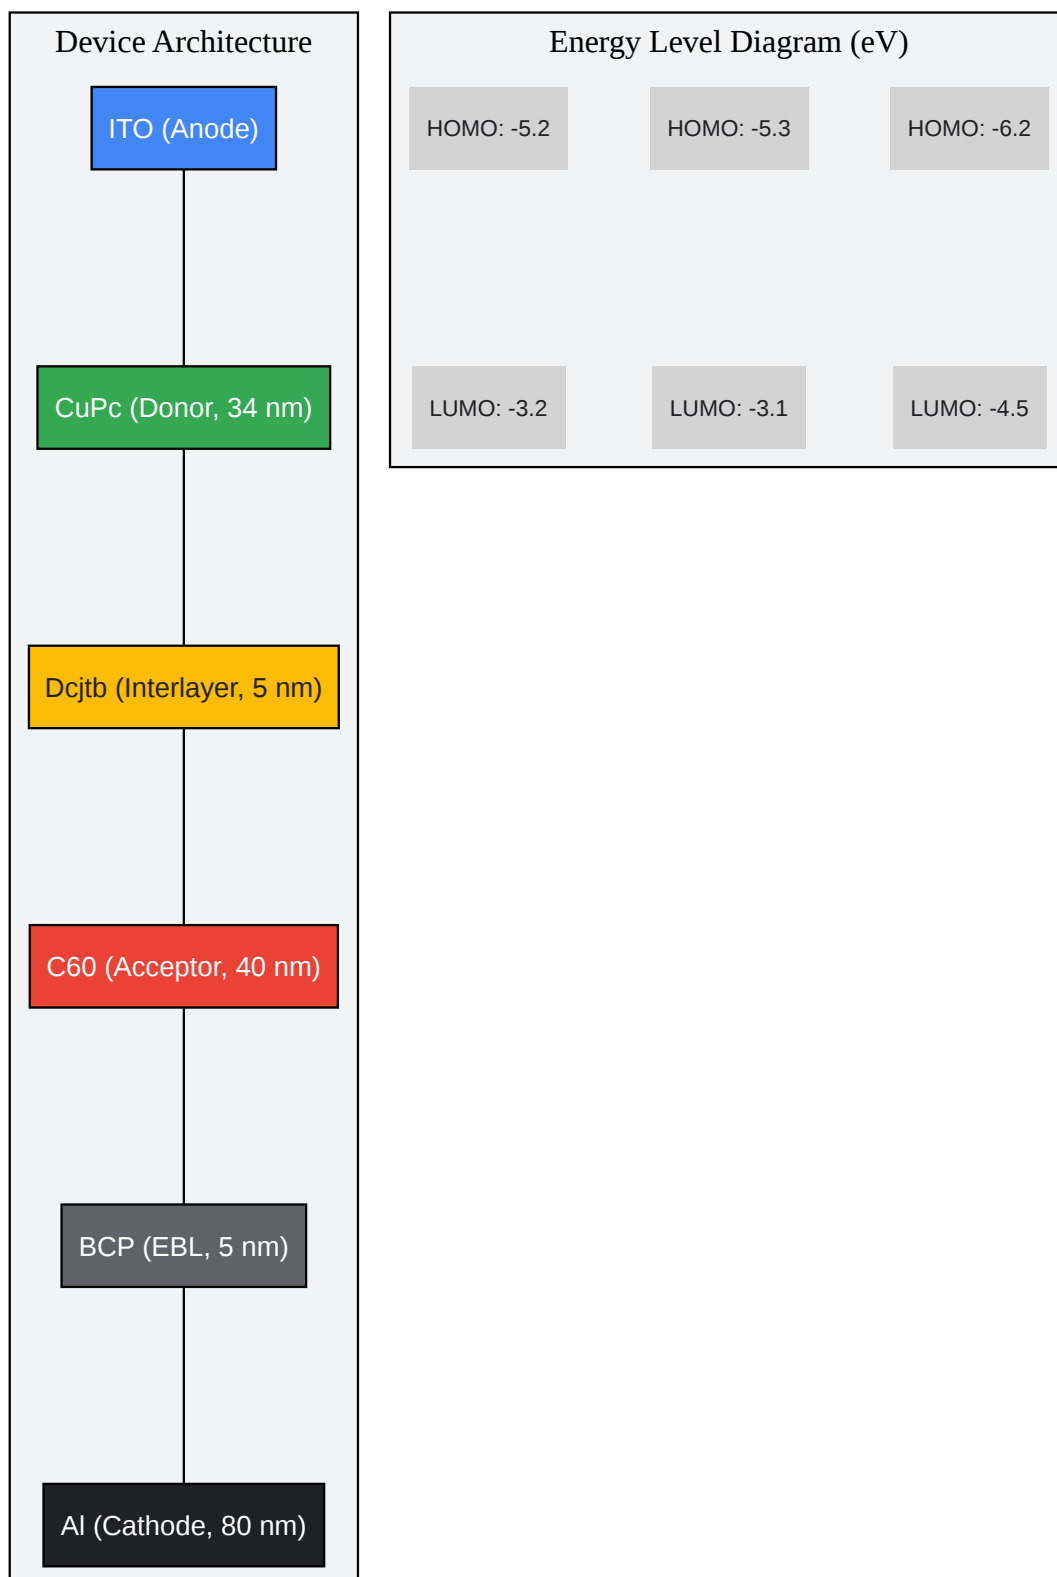 Device Architecture
ITO (Anode)
CuPc (Donor, 34 nm)
Dcjtb (Interlayer, 5 nm)
C60 (Acceptor, 40 nm)
BCP (EBL, 5 nm)
Al (Cathode, 80 nm)
Energy Level Diagram (eV)
HOMO: -5.2
HOMO: -5.3
HOMO: -6.2
LUMO: -3.2
LUMO: -3.1
LUMO: -4.5